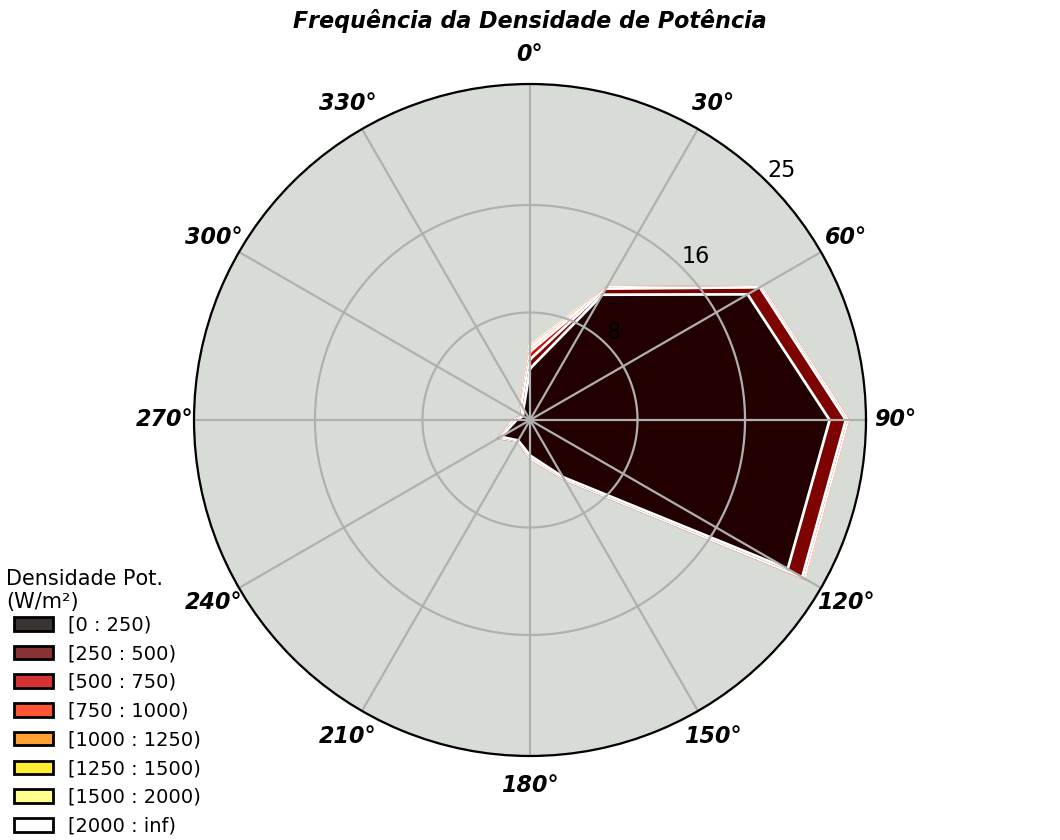 Frequência da Densidade de Potência
0°
330°
30°
25
300°
60°
16
8
270°
90°
240°
120°
210°
150°
180°
Densidade Pot.
(W/m²)
[0 : 250)
[250 : 500)
[500 : 750)
[750 : 1000)
[1000 : 1250)
[1250 : 1500)
[1500 : 2000)
[2000 : inf)